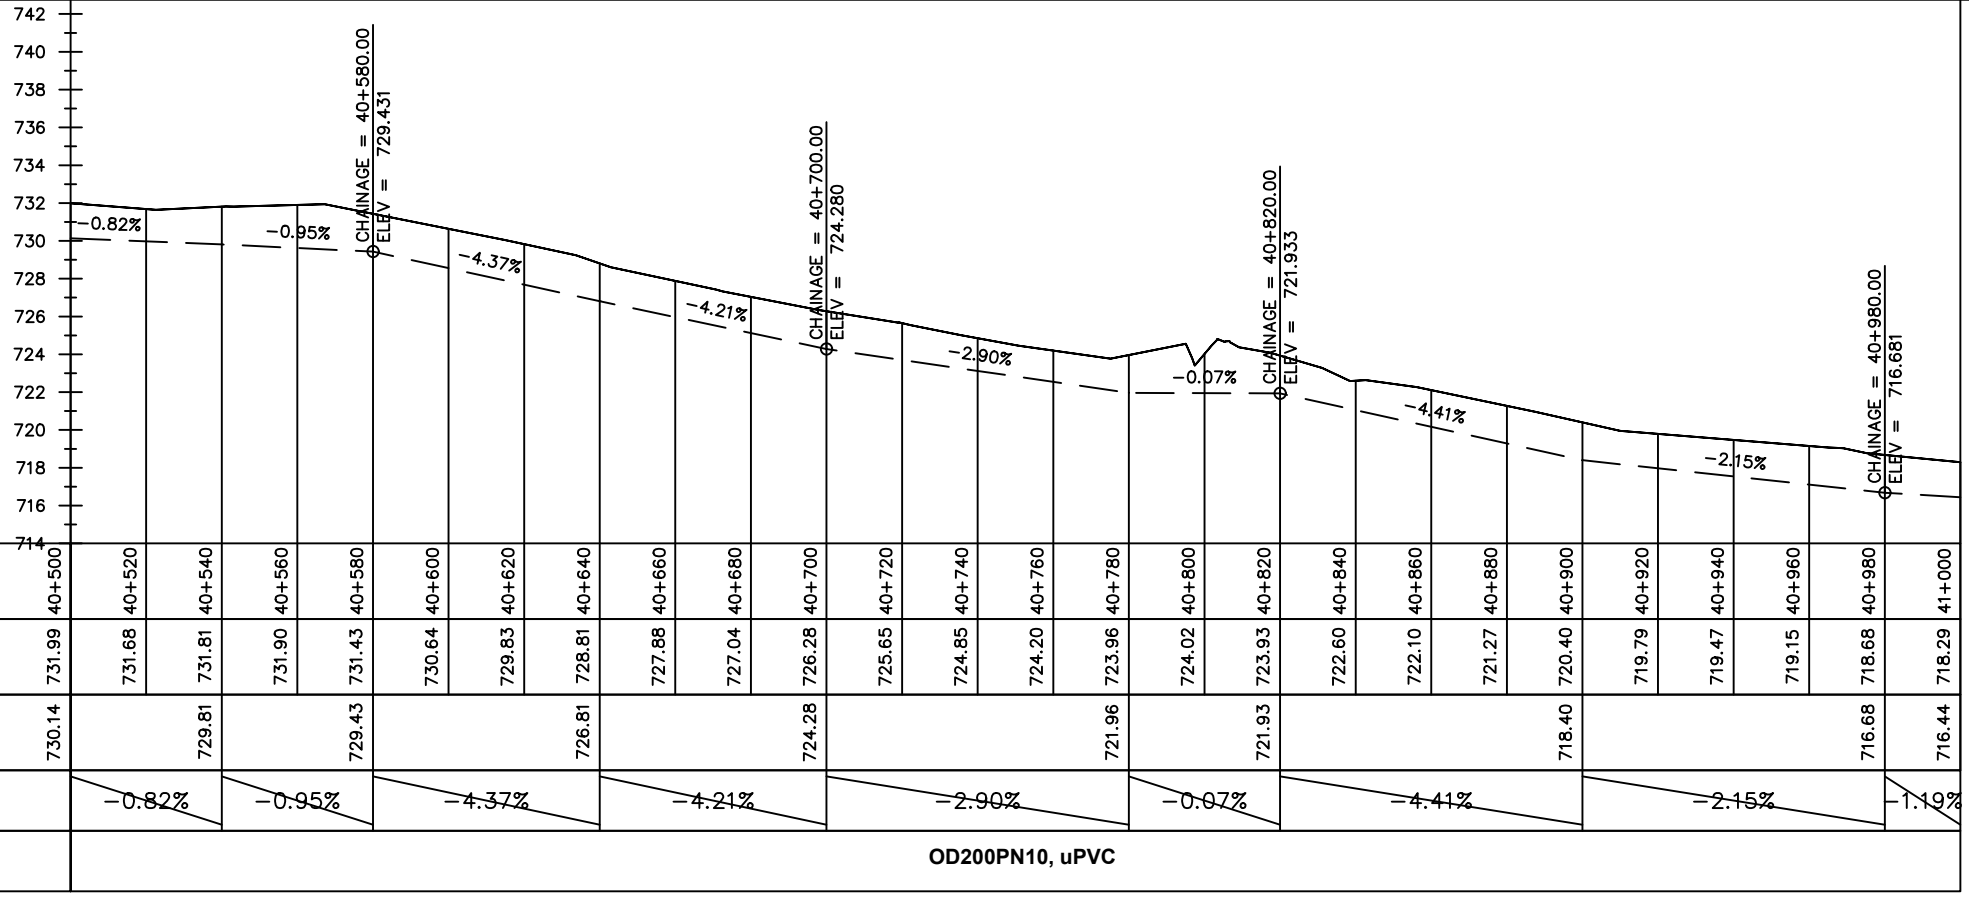 742
740
738
736
734
732
730
728
726
724
722
720
718
716
714
CHAINAGE = 40+580.00
ELEV = 729.431
CHAINAGE = 40+700.00
ELEV = 724.280
CHAINAGE = 40+820.00
ELEV = 721.933
CHAINAGE = 40+980.00
ELEV = 716.681
-0.82%
-0.95%
-4.37%
-4.21%
-2.90%
-0.07%
-4.41%
-2.15%
40+500 40+520 40+540 40+560 40+580 40+600 40+620 40+640 40+660 40+680 40+700 40+720 40+740 40+760 40+780 40+800 40+820 40+840 40+860 40+880 40+900 40+920 40+940 40+960 40+980 41+000
731.99 731.68 731.81 731.90 731.43 730.64 729.83 728.81 727.88 727.04 726.28 725.65 724.85 724.20 723.96 724.02 723.93 722.60 722.10 721.27 720.40 719.79 719.47 719.15 718.68 718.29
730.14 729.81 729.43 726.81 724.28 721.96 721.93 718.40 716.68 716.44
-0.82% -0.95% -4.37% -4.21% -2.90% -0.07% -4.41% -2.15% -1.19%
OD200PN10, uPVC